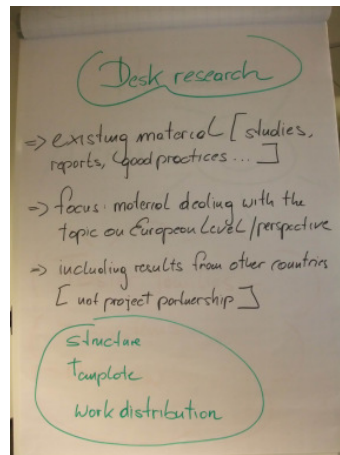 Desk research
=> existing material [studies,
reports, good practices ... ]
=> focus: material dealing with the
topic on European Level/perspective
=> including results from other countries
[ not project partnership ]
Structure
Tamplate
Work distribution